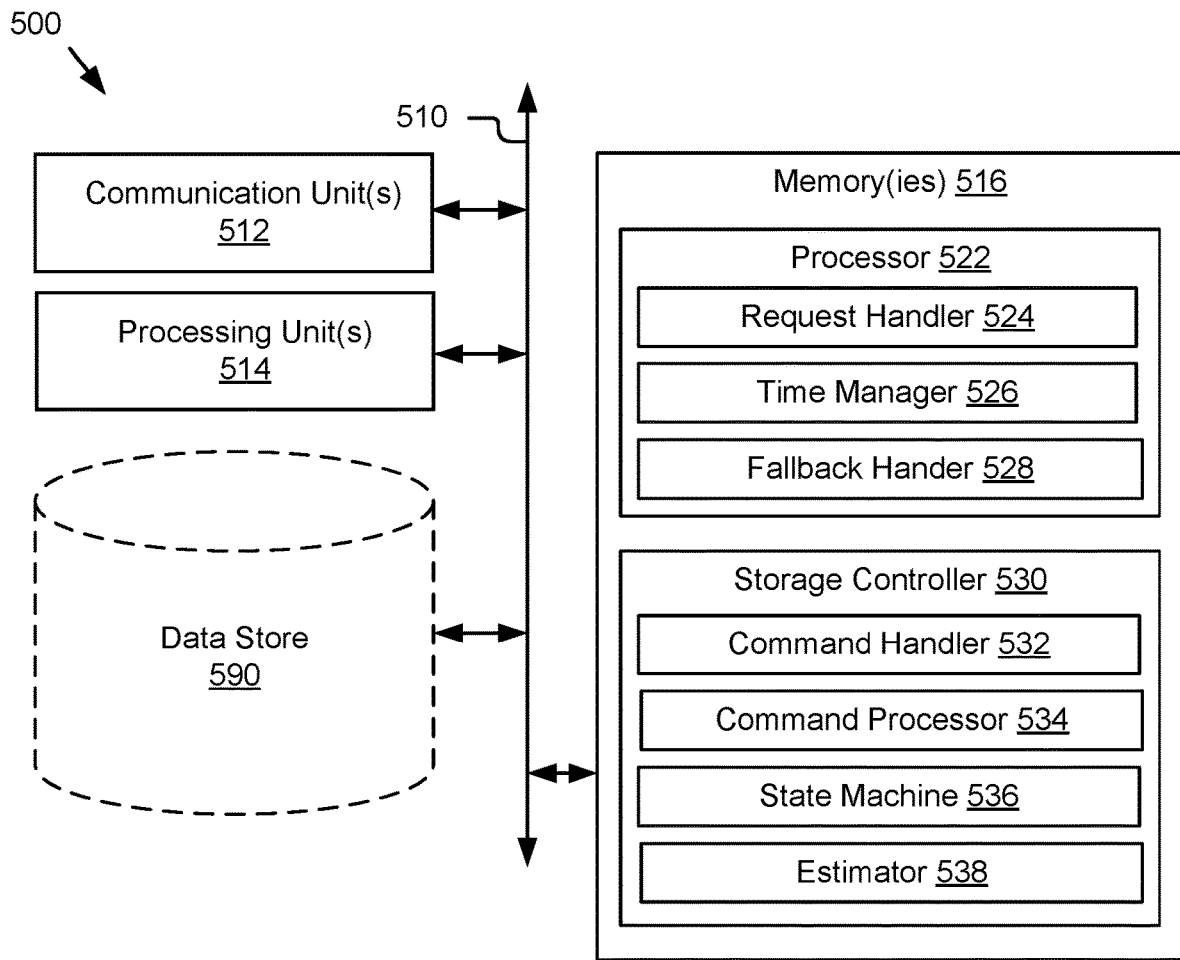 500
510
Communication Unit(s)
512
Processing Unit(s)
514
Data Store
590
Memory(ies) 516
Processor 522
Request Handler 524
Time Manager 526
Fallback Hander 528
Storage Controller 530
Command Handler 532
Command Processor 534
State Machine 536
Estimator 538